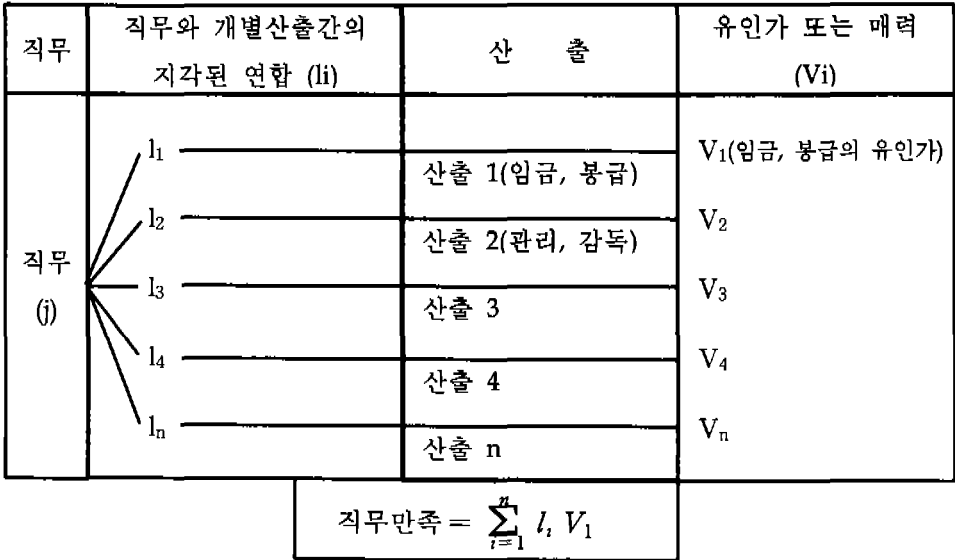 직무
직무와 개별산출간의
지각된 연합 (li)
산 출
유인가 또는 매력
(Vi)
직무
(j)
l₁
산출 1(임금, 봉급)
V₁(임금, 봉급의 유인가)
l₂
산출 2(관리, 감독)
V₂
l₃
산출 3
V₃
l₄
산출 4
V₄
lₙ
산출 n
Vₙ
직무만족 = ∑ⁿᵢ₌₁ lᵢ V₁